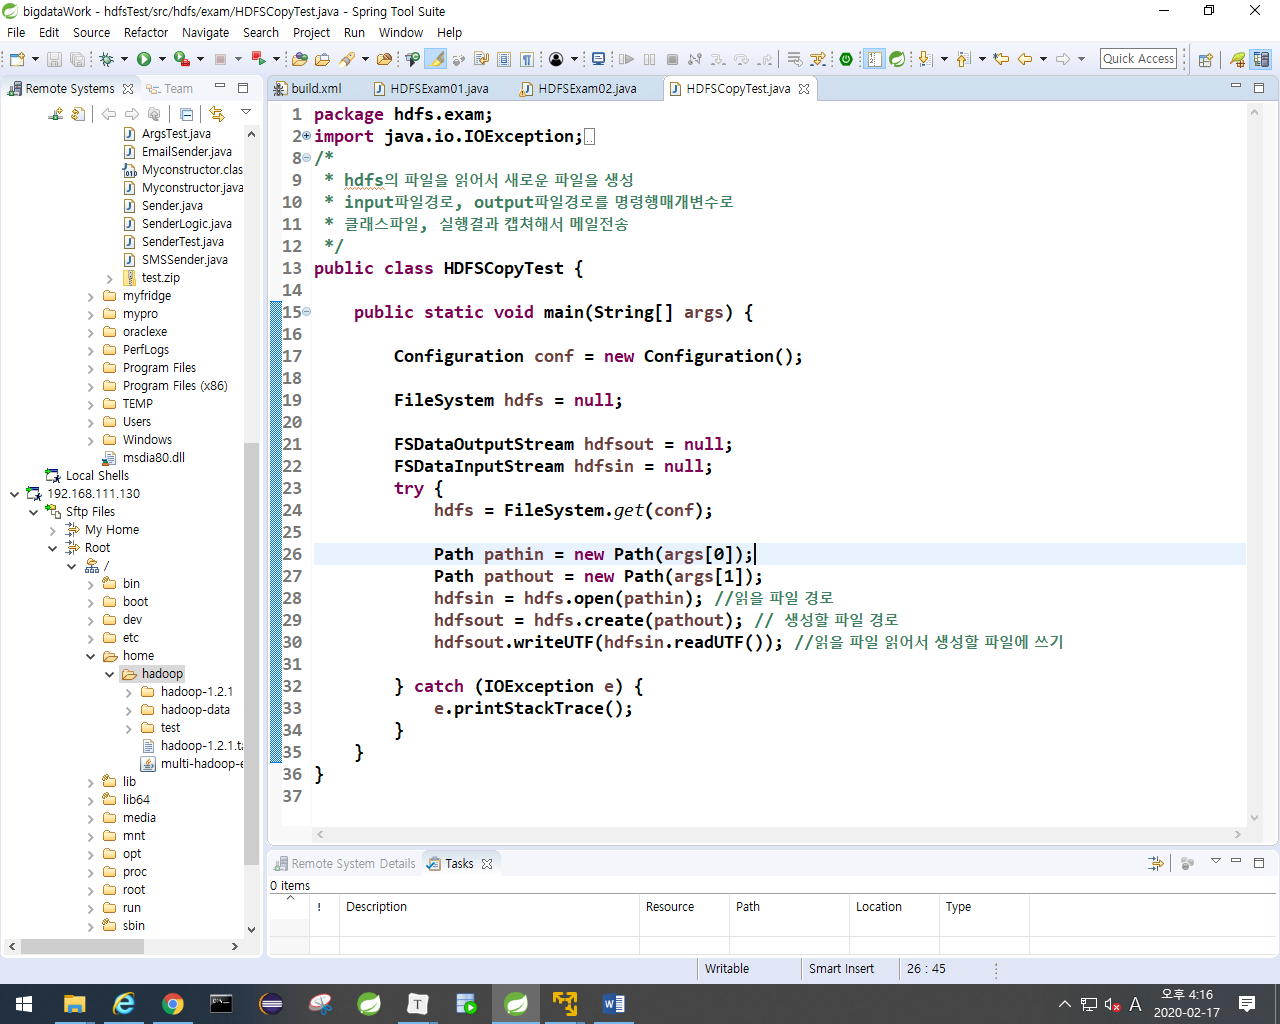 bigdataWork - hdfsTest/src/hdfs/exam/HDFSCopyTest.java - Spring Tool Suite
File Edit Source Refactor Navigate Search Project Run Window Help
Quick Access
Remote Systems
Team
build.xml
HDFSExam01.java
HDFSExam02.java
HDFSCopyTest.java
ArgsTest.java
EmailSender.java
Myconstructor.clas
Myconstructor.java
Sender.java
SenderLogic.java
SenderTest.java
SMSSender.java
test.zip
myfridge
mypro
oraclexe
PerfLogs
Program Files
Program Files (x86)
TEMP
Users
Windows
msdia80.dll
Local Shells
192.168.111.130
Sftp Files
My Home
Root
/
bin
boot
dev
etc
home
hadoop
hadoop-1.2.1
hadoop-data
test
hadoop-1.2.1.ta
multi-hadoop-e
lib
lib64
media
mnt
opt
proc
root
run
sbin
1 package hdfs.exam;
2 import java.io.IOException;
8 /*
9 * hdfs의 파일을 읽어서 새로운 파일을 생성
10 * input파일경로, output파일경로를 명령행매개변수로
11 * 클래스파일, 실행결과 캡쳐해서 메일전송
12 */
13 public class HDFSCopyTest {
14
15 public static void main(String[] args) {
16
17 Configuration conf = new Configuration();
18
19 FileSystem hdfs = null;
20
21 FSDataOutputStream hdfsout = null;
22 FSDataInputStream hdfsin = null;
23 try {
24 hdfs = FileSystem.get(conf);
25
26 Path pathin = new Path(args[0]);
27 Path pathout = new Path(args[1]);
28 hdfsin = hdfs.open(pathin); //읽을 파일 경로
29 hdfsout = hdfs.create(pathout); // 생성할 파일 경로
30 hdfsout.writeUTF(hdfsin.readUTF()); //읽을 파일 읽어서 생성할 파일에 쓰기
31
32 } catch (IOException e) {
33 e.printStackTrace();
34 }
35 }
36 }
37
Remote System Details
Tasks
0 items
! Description Resource Path Location Type
Writable Smart Insert 26 : 45
A
오후 4:16
2020-02-17